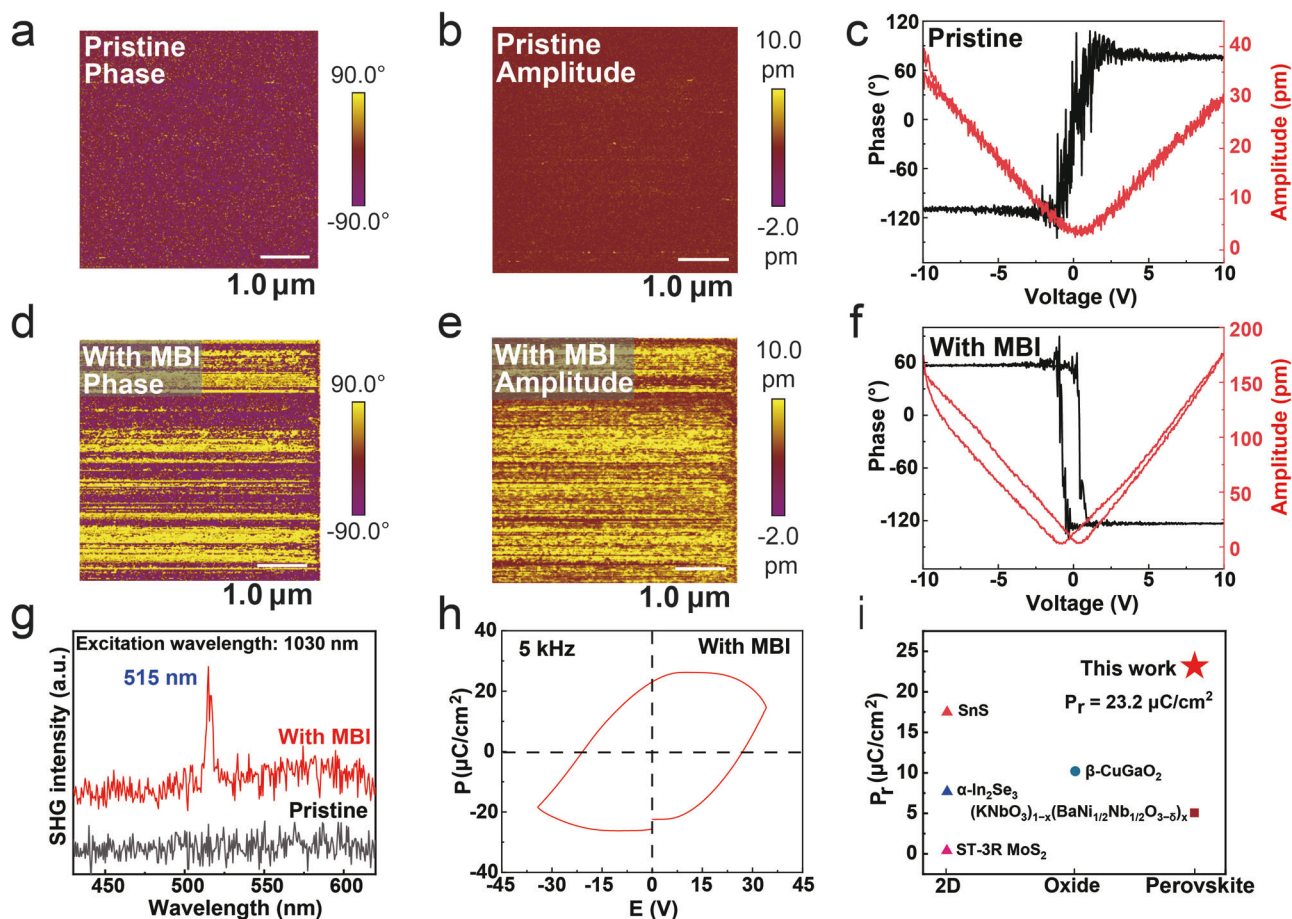 a
Pristine
Phase
90.0°
-90.0°
1.0 µm
b
Pristine
Amplitude
10.0
pm
-2.0
pm
1.0 µm
c
Pristine
120
60
0
-60
-120
Phase (°)
40
30
20
10
0
Amplitude (pm)
-10 -5 0 5 10
Voltage (V)
d
With MBI
Phase
90.0°
-90.0°
1.0 µm
e
With MBI
Amplitude
10.0
pm
-2.0
pm
1.0 µm
f
With MBI
60
0
-60
-120
Phase (°)
200
150
100
50
0
Amplitude (pm)
-10 -5 0 5 10
Voltage (V)
g
Excitation wavelength: 1030 nm
515 nm
With MBI
Pristine
SHG intensity (a.u.)
450 500 550 600
Wavelength (nm)
h
5 kHz
With MBI
40
20
0
-20
-40
P (µC/cm²)
-45 -30 -15 0 15 30 45
E (V)
i
This work
Pᵣ = 23.2 µC/cm²
SnS
β-CuGaO₂
α-In₂Se₃
(KNbO₃)₁₋ₓ(BaNi₁/₂Nb₁/₂O₃₋δ)ₓ
ST-3R MoS₂
25
20
15
10
5
0
Pᵣ (µC/cm²)
2D Oxide Perovskite